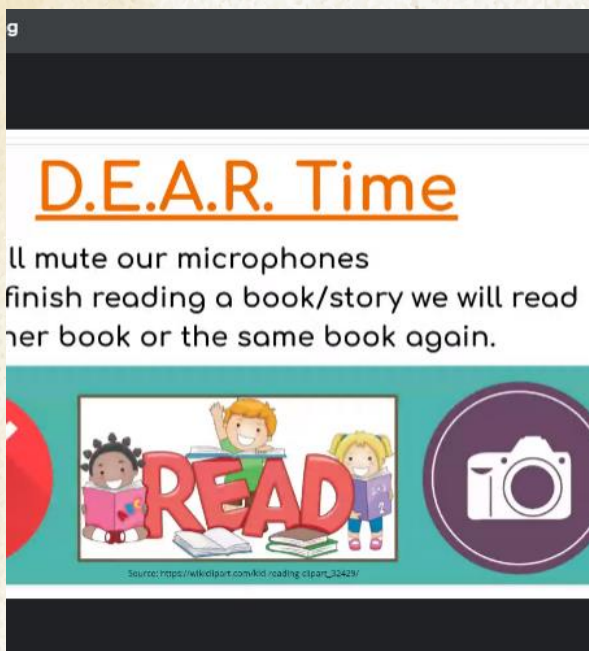 g
D.E.A.R. Time
ll mute our microphones
finish reading a book/story we will read
her book or the same book again.
READ
Source: https://wikiclipart.com/kid-reading-clipart_32429/